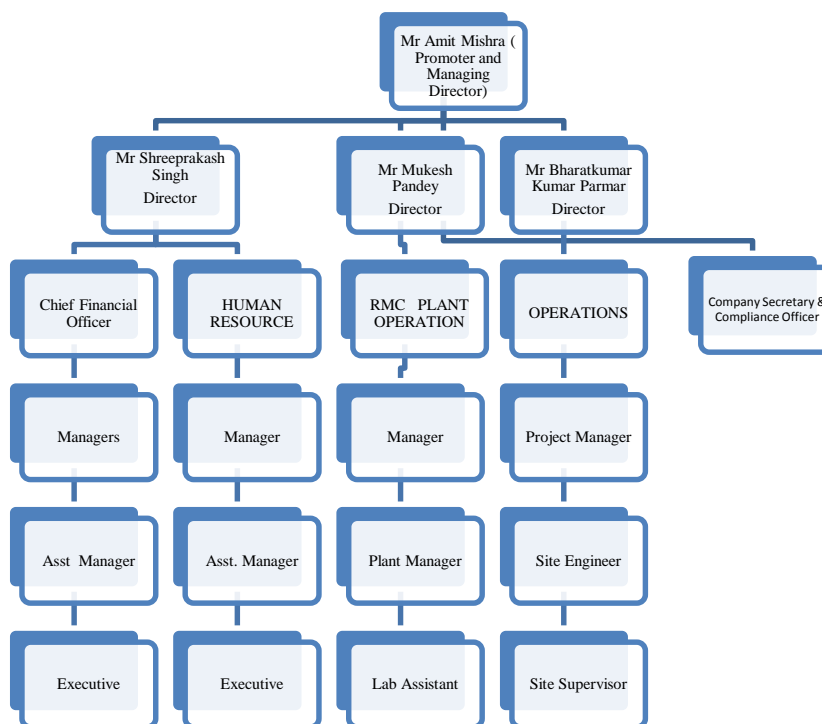 Mr Amit Mishra (
Promoter and
Managing
Director)
Mr Shreeprakash
Singh
Director
Mr Mukesh
Pandey
Director
Mr Bharatkumar
Kumar Parmar
Director
Chief Financial
Officer
HUMAN
RESOURCE
RMC PLANT
OPERATION
OPERATIONS
Company Secretary &
Compliance Officer
Managers
Manager
Manager
Project Manager
Asst Manager
Asst. Manager
Plant Manager
Site Engineer
Executive
Executive
Lab Assistant
Site Supervisor